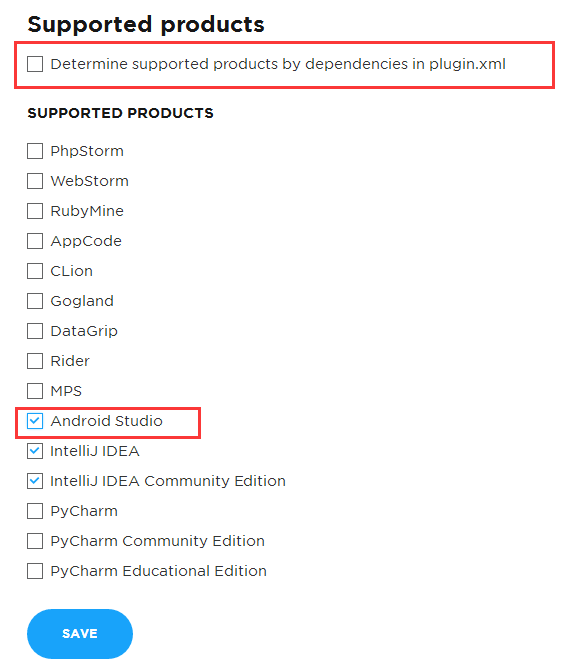 Supported products
Determine supported products by dependencies in plugin.xml
SUPPORTED PRODUCTS
PhpStorm
WebStorm
RubyMine
AppCode
CLion
Gogland
DataGrip
Rider
MPS
Android Studio
IntelliJ IDEA
IntelliJ IDEA Community Edition
PyCharm
PyCharm Community Edition
PyCharm Educational Edition
SAVE